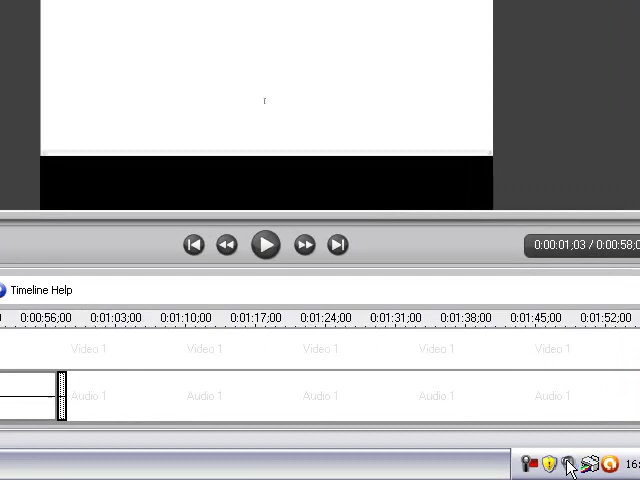 0:00:01;03 / 0:00:58;0
Timeline Help
0:00:56;00 0:01:03;00 0:01:10;00 0:01:17;00 0:01:24;00 0:01:31;00 0:01:38;00 0:01:45;00 0:01:52;00
Video 1 Video 1 Video 1 Video 1 Video 1
Audio 1 Audio 1 Audio 1 Audio 1 Audio 1
16: